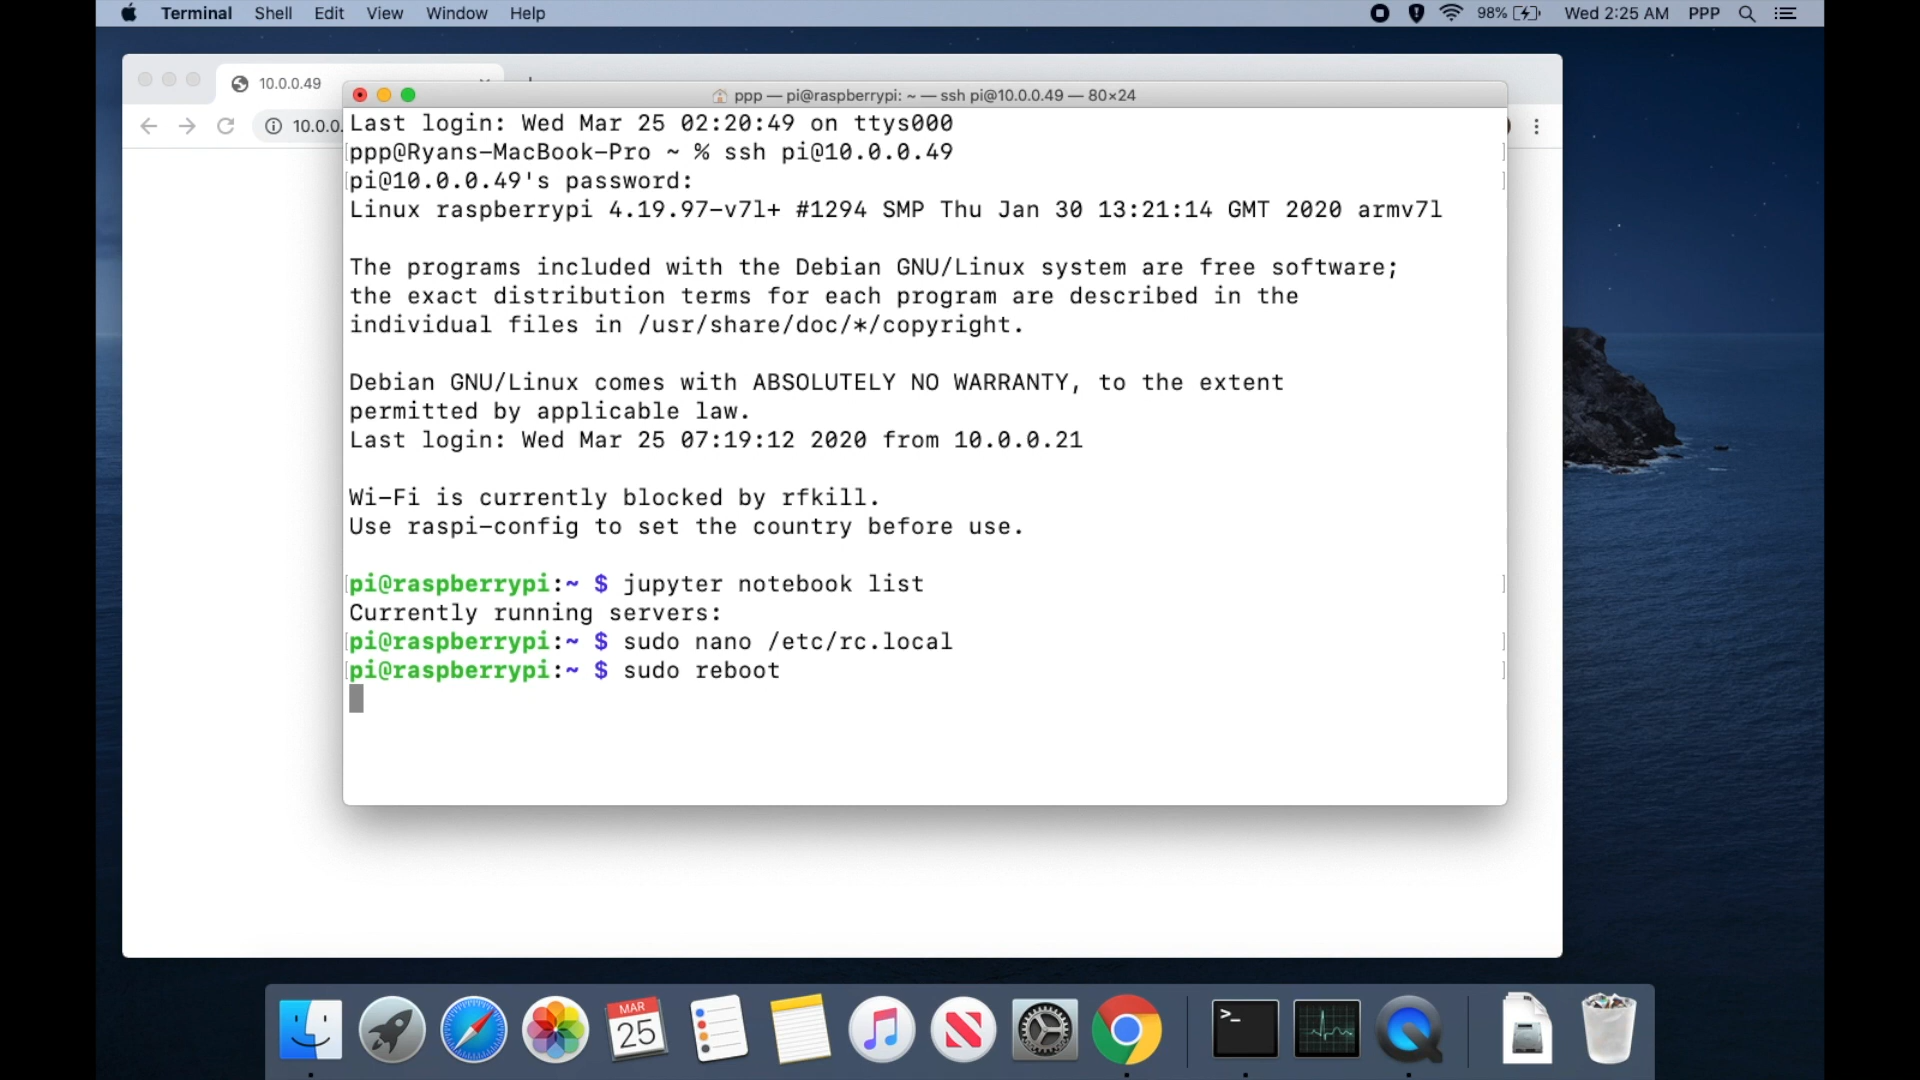 Terminal Shell Edit View Window Help
98% Wed 2:25 AM PPP
10.0.0.49
10.0.0.
ppp — pi@raspberrypi: ~ — ssh pi@10.0.0.49 — 80×24
Last login: Wed Mar 25 02:20:49 on ttys000
ppp@Ryans-MacBook-Pro ~ % ssh pi@10.0.0.49
pi@10.0.0.49's password:
Linux raspberrypi 4.19.97-v7l+ #1294 SMP Thu Jan 30 13:21:14 GMT 2020 armv7l
The programs included with the Debian GNU/Linux system are free software;
the exact distribution terms for each program are described in the
individual files in /usr/share/doc/*/copyright.
Debian GNU/Linux comes with ABSOLUTELY NO WARRANTY, to the extent
permitted by applicable law.
Last login: Wed Mar 25 07:19:12 2020 from 10.0.0.21
Wi-Fi is currently blocked by rfkill.
Use raspi-config to set the country before use.
pi@raspberrypi:~ $ jupyter notebook list
Currently running servers:
pi@raspberrypi:~ $ sudo nano /etc/rc.local
pi@raspberrypi:~ $ sudo reboot
MAR
25
>_